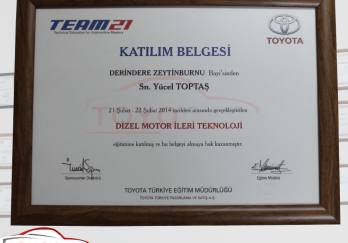 TEAM21
Technical Education for Automotive Mastery
TOYOTA
KATILIM BELGESİ
DERİNDERE ZEYTİNBURNU Bayi'sinden
Sn. Yücel TOPTAŞ
21 Şubat - 22 Şubat 2014 tarihleri arasında gerçekleştirilen
DİZEL MOTOR İLERİ TEKNOLOJİ
eğitimine katılmış ve bu belgeyi almaya hak kazanmıştır.
Eğitim Müdürü
TOYOTA TÜRKİYE EĞİTİM MÜDÜRLÜĞÜ
TOYOTA TÜRKİYE PAZARLAMA VE SATIŞ A.Ş.